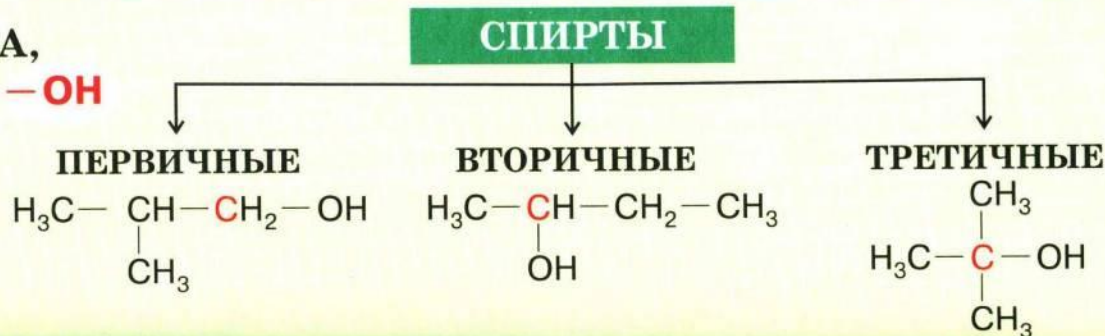 А,
—ОН
СПИРТЫ
ПЕРВИЧНЫЕ
H₃C— CH—CH₂—OH
CH₃
ВТОРИЧНЫЕ
H₃C—CH—CH₂—CH₃
OH
ТРЕТИЧНЫЕ
CH₃
H₃C—C—OH
CH₃